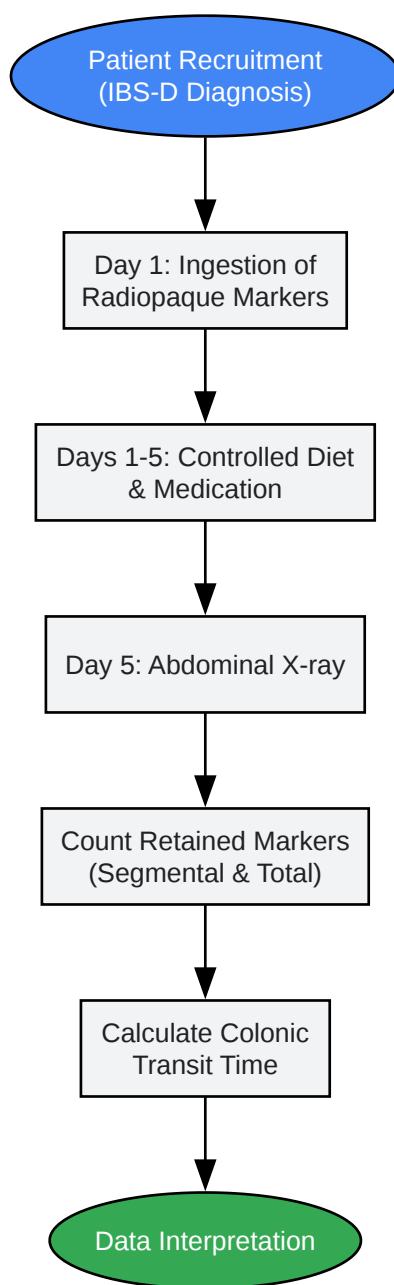 Patient Recruitment
(IBS-D Diagnosis)
Day 1: Ingestion of
Radiopaque Markers
Days 1-5: Controlled Diet
& Medication
Day 5: Abdominal X-ray
Count Retained Markers
(Segmental & Total)
Calculate Colonic
Transit Time
Data Interpretation